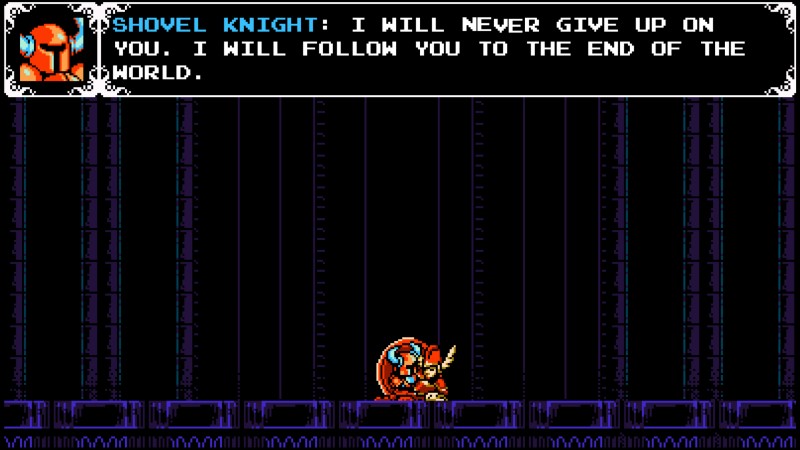 SHOVEL KNIGHT: I WILL NEVER GIVE UP ON
YOU. I WILL FOLLOW YOU TO THE END OF THE
WORLD.